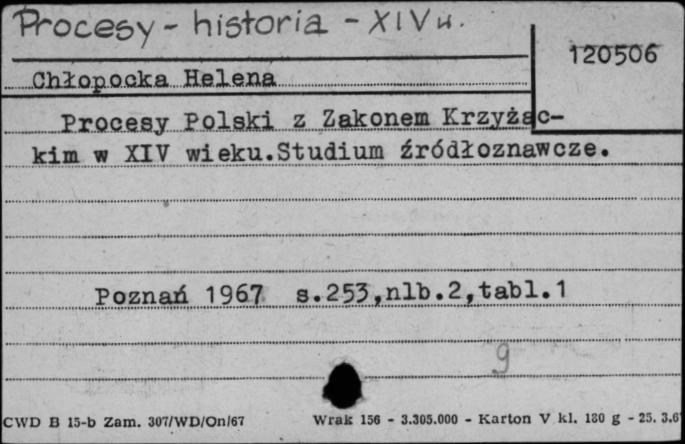 Procesy - historia - XIV w.
120506
Chłopocka Helena
Procesy Polski z Zakonem Krzyżac-
kim w XIV wieku.Studium źródłoznawcze.
Poznań 1967 s.253,nlb.2,tabl.1
g
CWD B 15-b Zam. 307/WD/On/67 Wrak 156 - 3.305.000 - Karton V kl. 180 g - 25. 3.6